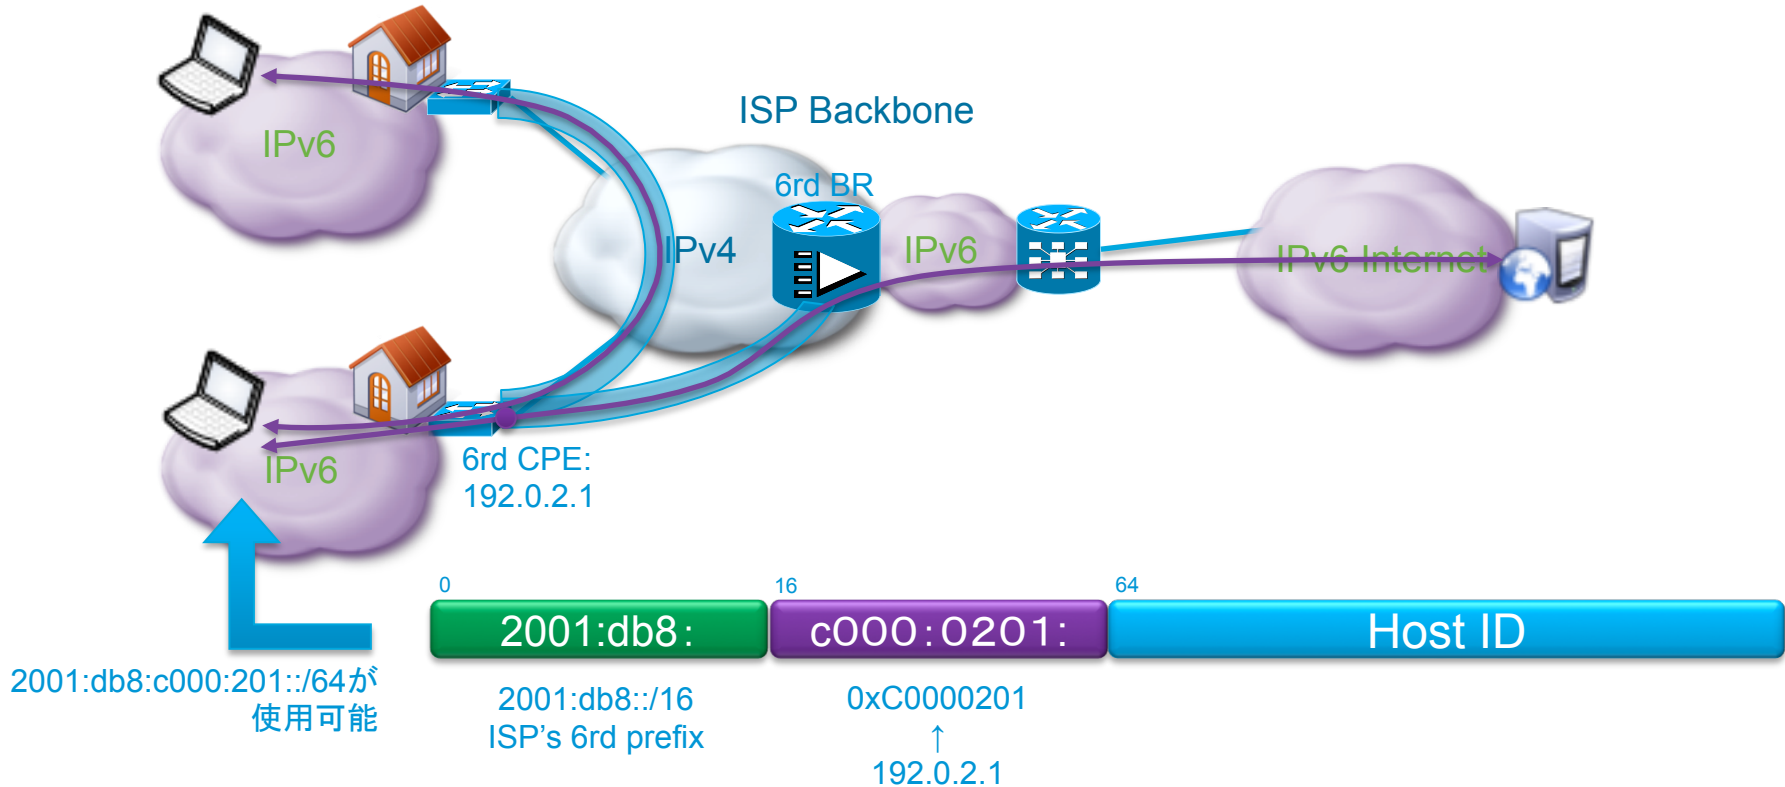 ISP Backbone
IPv6
6rd BR
IPv4
IPv6
IPv6 Internet
IPv6
6rd CPE:
192.0.2.1
0
16
64
2001:db8:
c000:0201:
Host ID
2001:db8:c000:201::/64が
使用可能
2001:db8::/16
ISP’s 6rd prefix
0xC0000201
↑
192.0.2.1